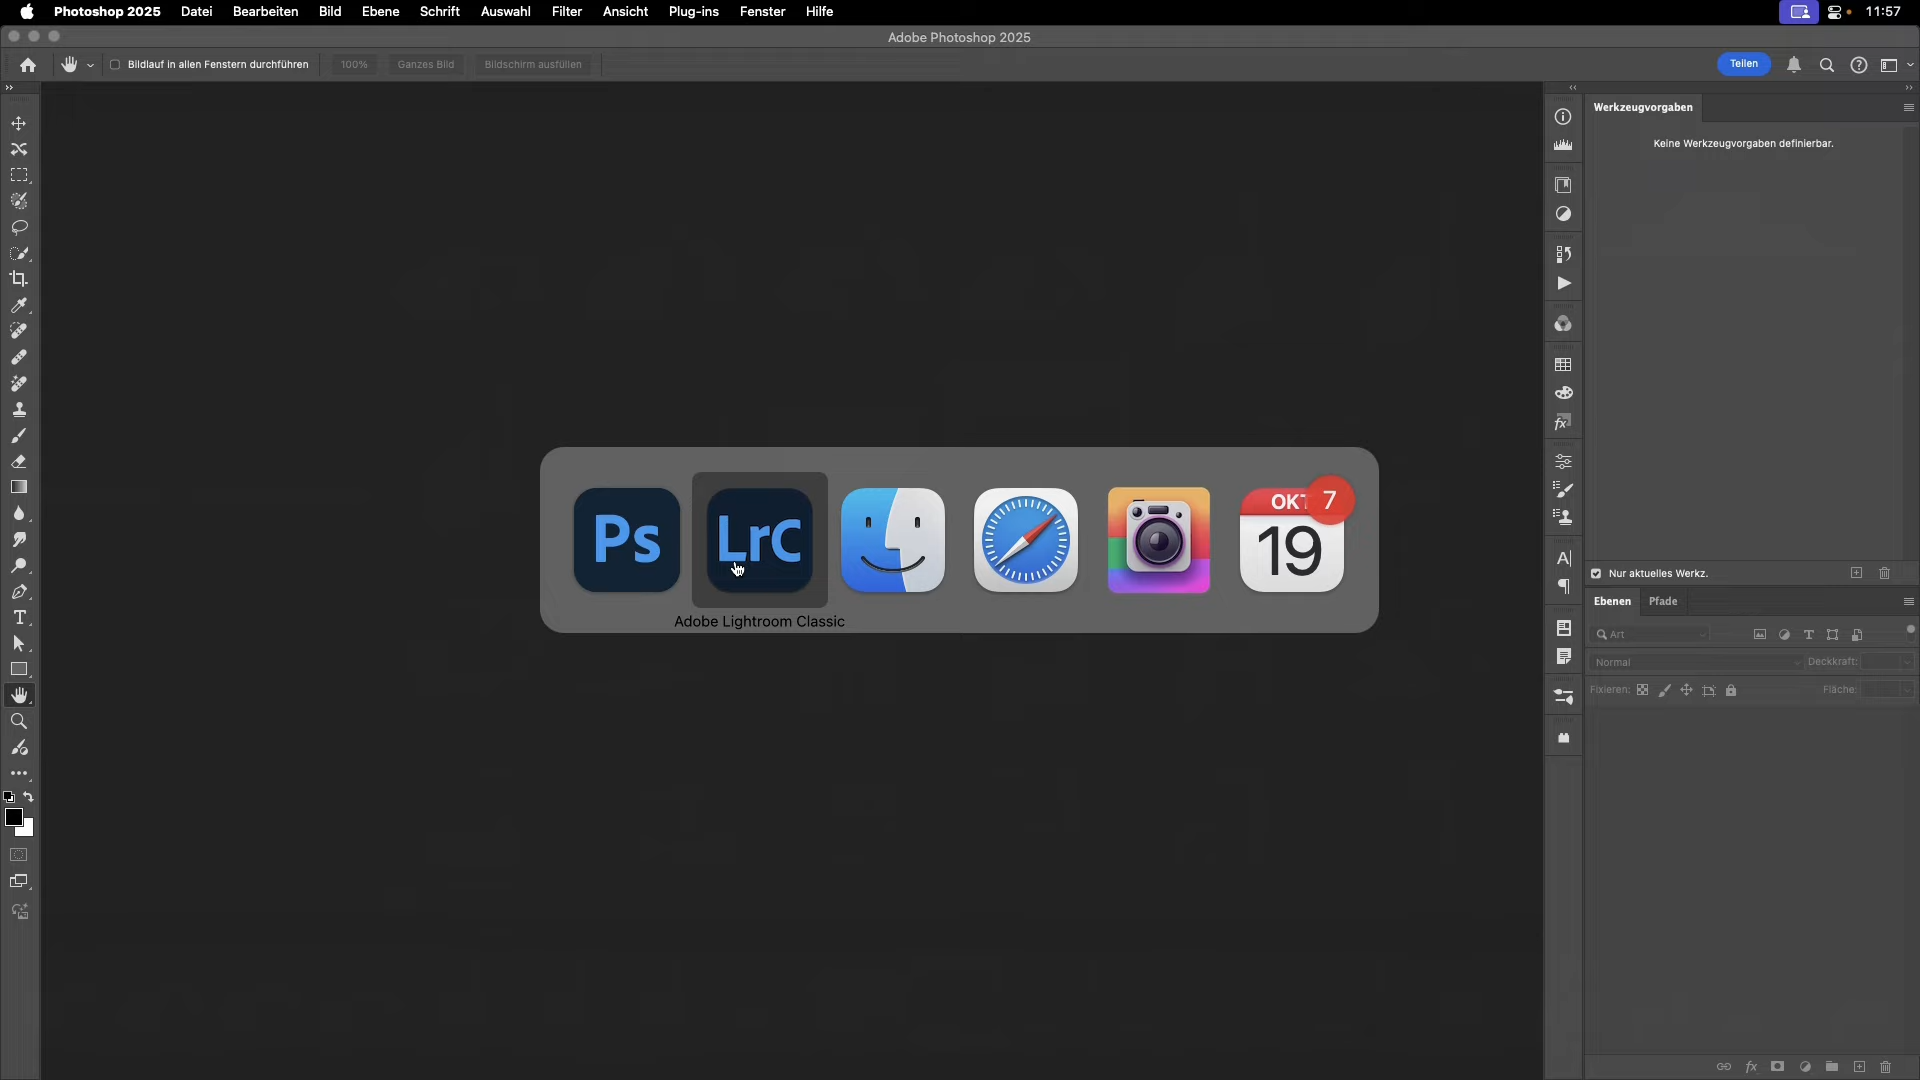 Photoshop 2025 Datei Bearbeiten Bild Ebene Schrift Auswahl Filter Ansicht Plug-ins Fenster Hilfe 11:57
Adobe Photoshop 2025
Bildlauf in allen Fenstern durchführen 100% Ganzes Bild Bildschirm ausfüllen Teilen
Werkzeugvorgaben
Keine Werkzeugvorgaben definierbar.
Ps LrC OKT 7
19
Adobe Lightroom Classic
Nur aktuelles Werkz.
Ebenen Pfade
Art
Normal Deckkraft:
Fixieren: Fläche: